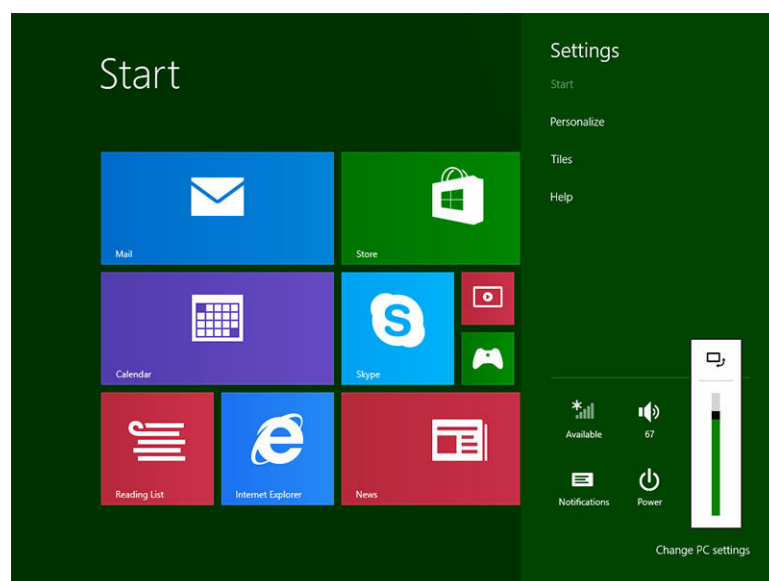 Start
Settings
Start
Personalize
Tiles
Help
Mail
Store
Calendar
Skype
Reading List
Internet Explorer
News
Available
67
Notifications
Power
Change PC settings